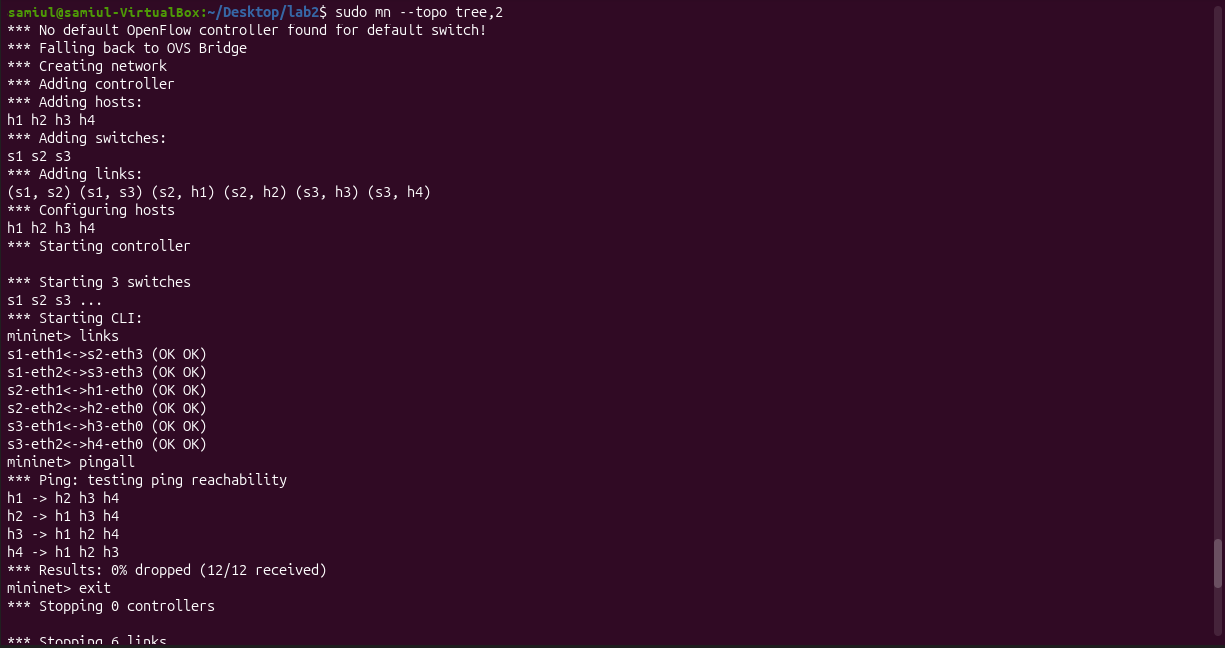 samiul@samiul-VirtualBox:~/Desktop/lab2$ sudo mn --topo tree,2
*** No default OpenFlow controller found for default switch!
*** Falling back to OVS Bridge
*** Creating network
*** Adding controller
*** Adding hosts:
h1 h2 h3 h4
*** Adding switches:
s1 s2 s3
*** Adding links:
(s1, s2) (s1, s3) (s2, h1) (s2, h2) (s3, h3) (s3, h4)
*** Configuring hosts
h1 h2 h3 h4
*** Starting controller

*** Starting 3 switches
s1 s2 s3 ...
*** Starting CLI:
mininet> links
s1-eth1<->s2-eth3 (OK OK)
s1-eth2<->s3-eth3 (OK OK)
s2-eth1<->h1-eth0 (OK OK)
s2-eth2<->h2-eth0 (OK OK)
s3-eth1<->h3-eth0 (OK OK)
s3-eth2<->h4-eth0 (OK OK)
mininet> pingall
*** Ping: testing ping reachability
h1 -> h2 h3 h4
h2 -> h1 h3 h4
h3 -> h1 h2 h4
h4 -> h1 h2 h3
*** Results: 0% dropped (12/12 received)
mininet> exit
*** Stopping 0 controllers

*** Stopping 6 links